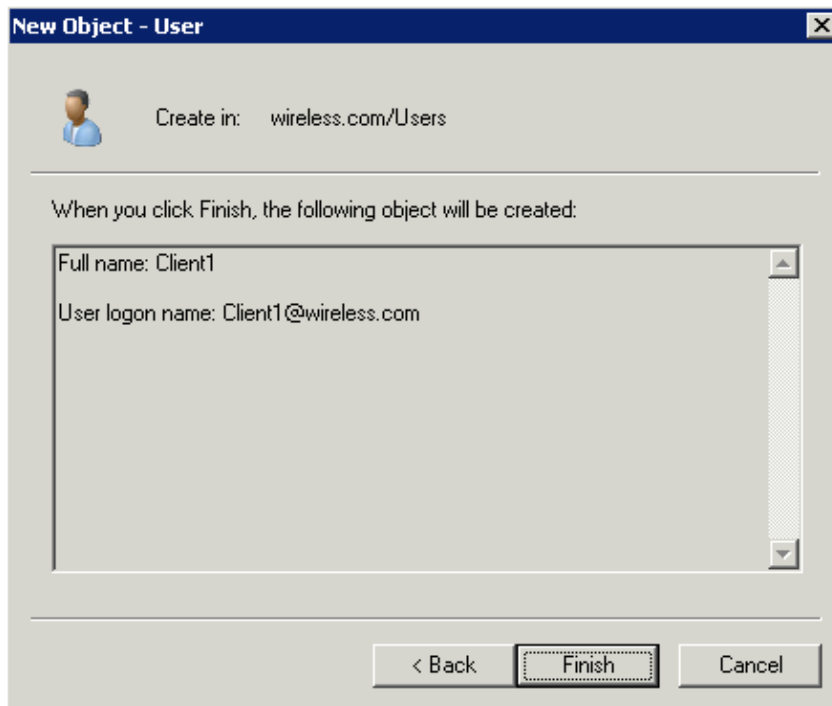 New Object - User
Create in: wireless.com/Users
When you click Finish, the following object will be created:
Full name: Client1
User logon name: Client1@wireless.com
< Back Finish Cancel